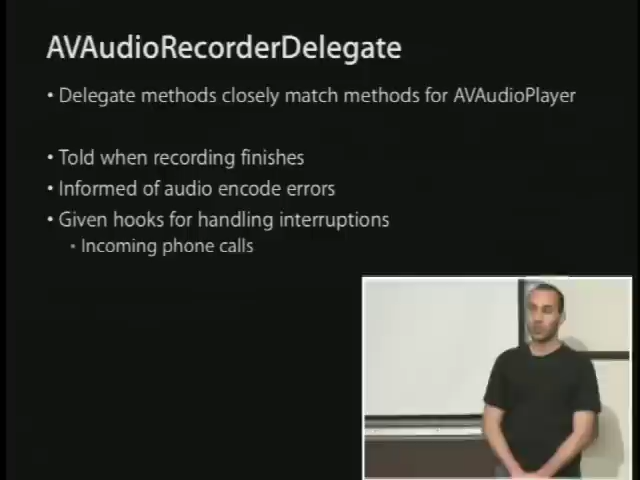 AVAudioRecorderDelegate
• Delegate methods closely match methods for AVAudioPlayer
• Told when recording finishes
• Informed of audio encode errors
• Given hooks for handling interruptions
• Incoming phone calls